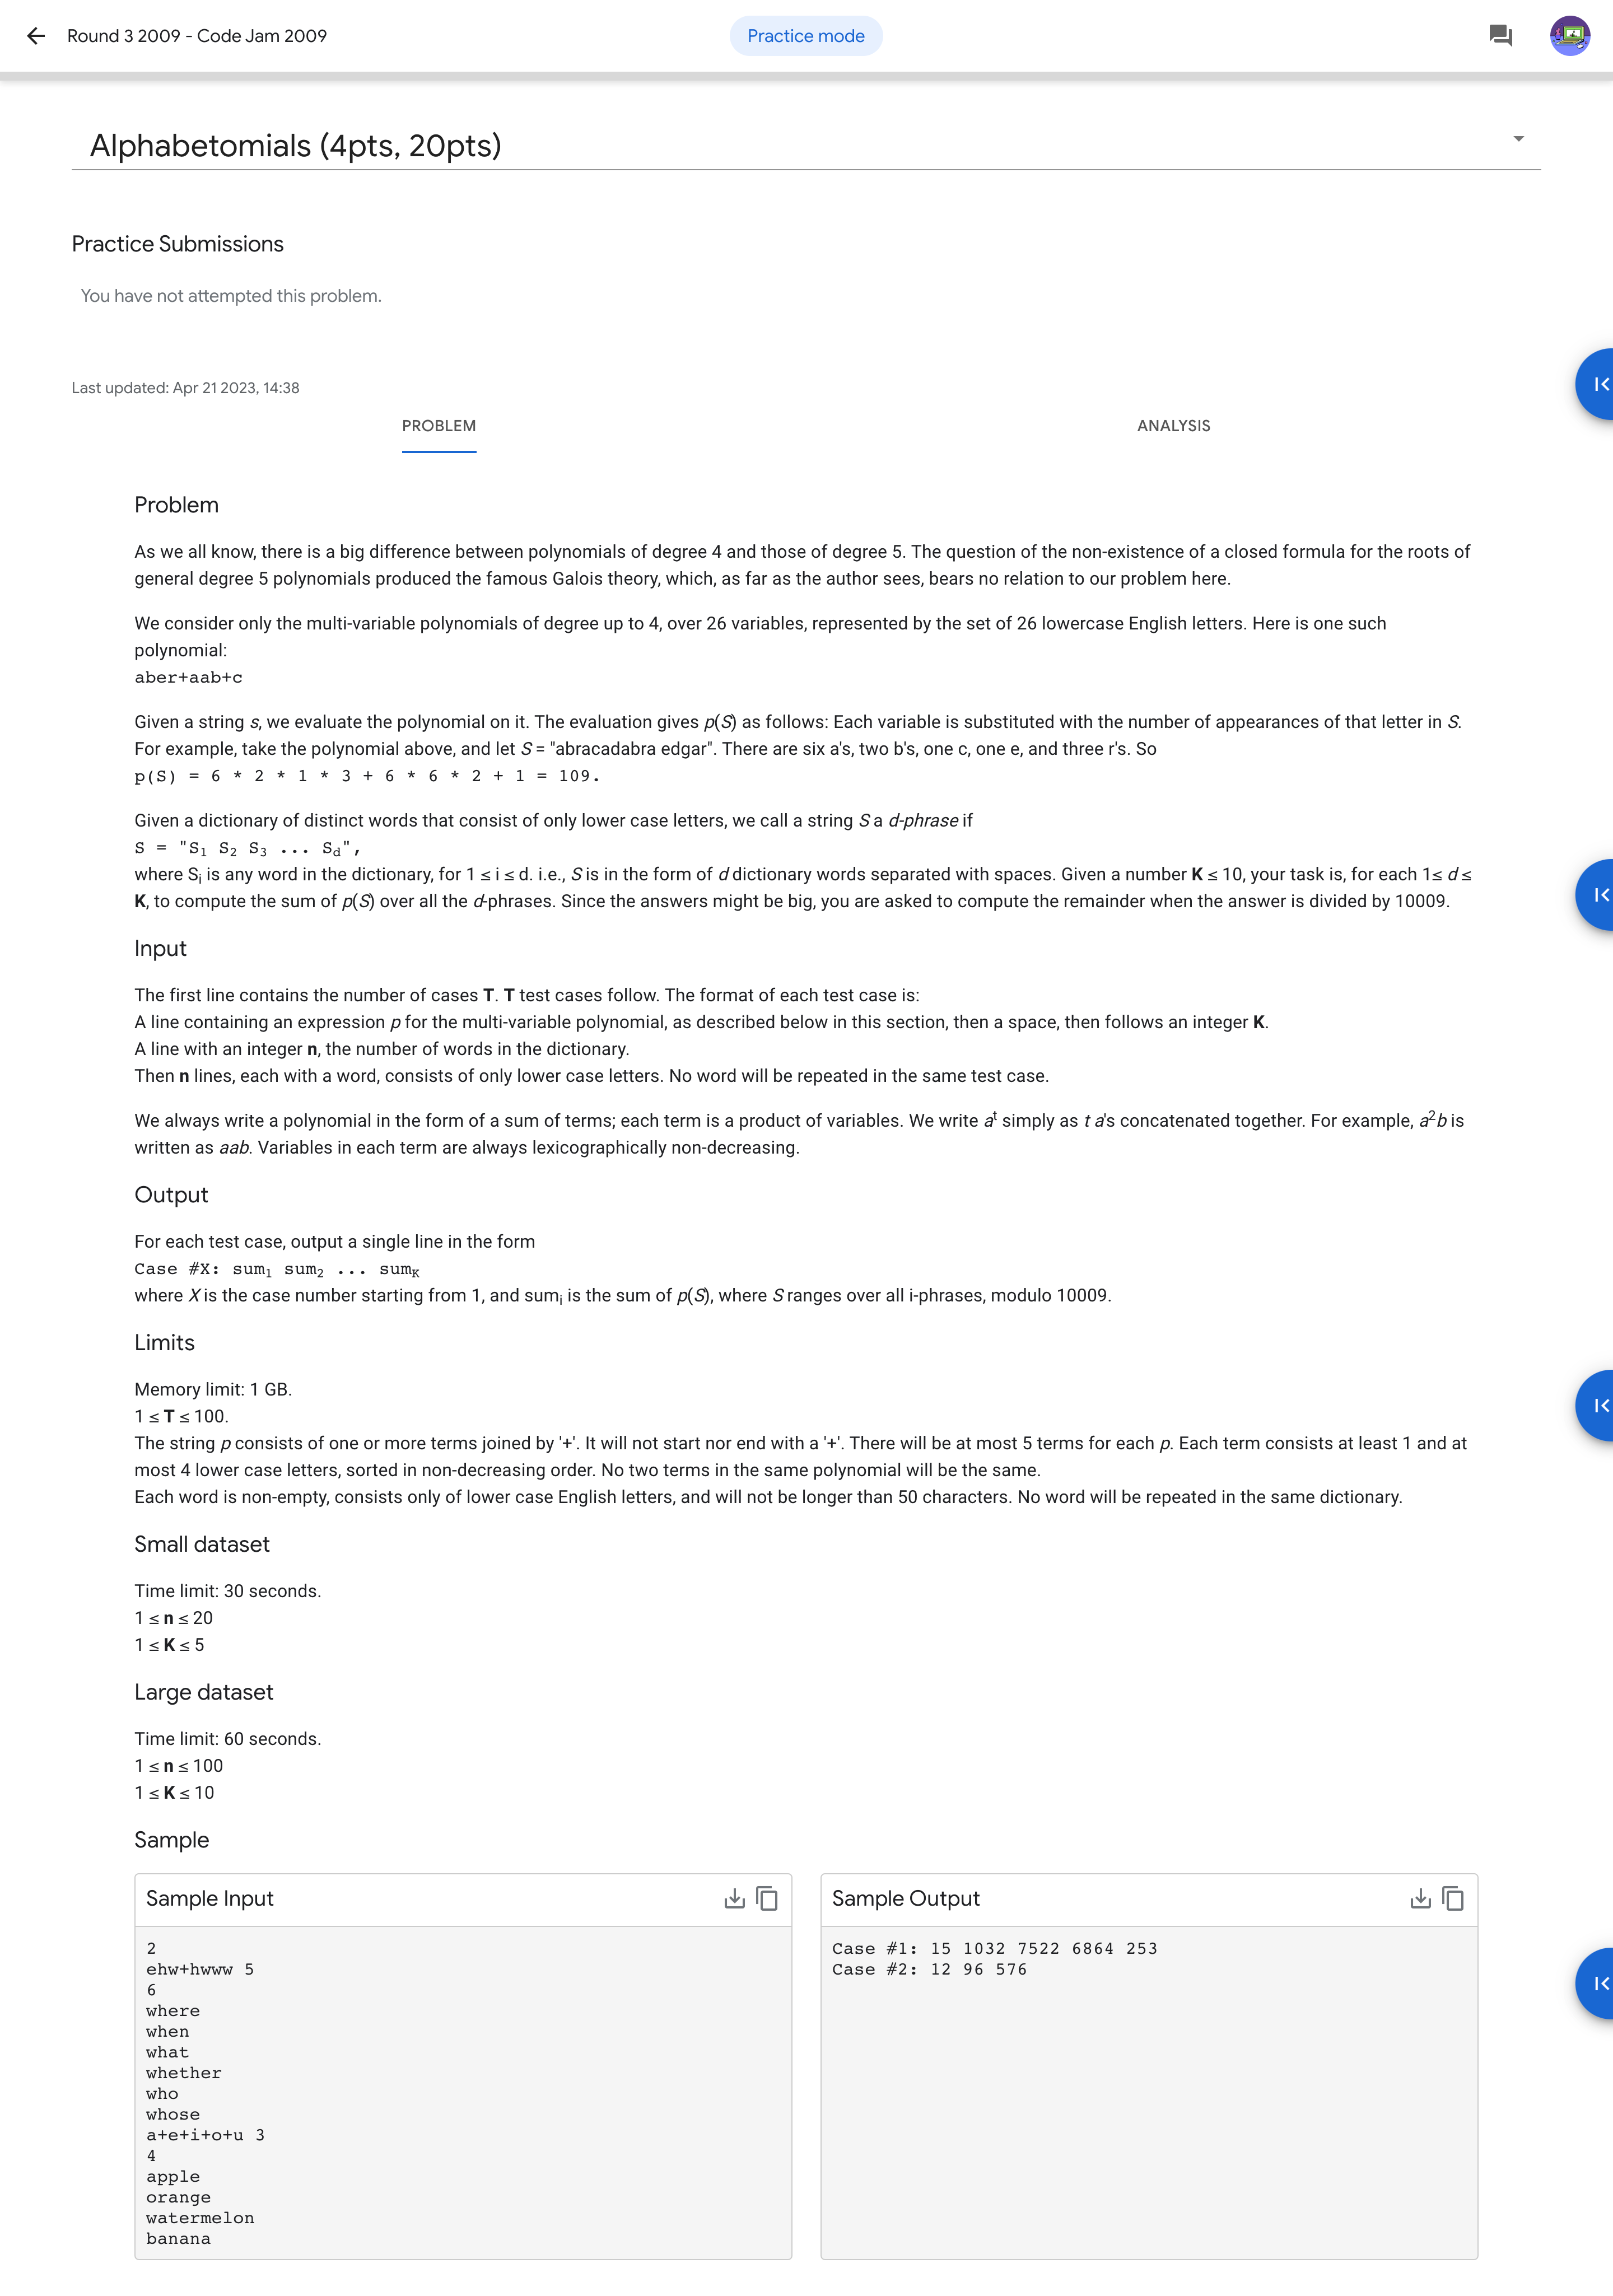 Round 3 2009 - Code Jam 2009
Practice mode
Alphabetomials (4pts, 20pts)
Practice Submissions
You have not attempted this problem.
Last updated: Apr 21 2023, 14:38
PROBLEM
ANALYSIS
Problem
As we all know, there is a big difference between polynomials of degree 4 and those of degree 5. The question of the non-existence of a closed formula for the roots of
general degree 5 polynomials produced the famous Galois theory, which, as far as the author sees, bears no relation to our problem here.
We consider only the multi-variable polynomials of degree up to 4, over 26 variables, represented by the set of 26 lowercase English letters. Here is one such
polynomial:
aber+aab+c
Given a string s, we evaluate the polynomial on it. The evaluation gives p(S) as follows: Each variable is substituted with the number of appearances of that letter in S.
For example, take the polynomial above, and let S = "abracadabra edgar". There are six a's, two b's, one c, one e, and three r's. So
p(S) = 6 * 2 * 1 * 3 + 6 * 6 * 2 + 1 = 109.
Given a dictionary of distinct words that consist of only lower case letters, we call a string S a d-phrase if
S = "S₁ S₂ S₃ ... S_d",
where Sᵢ is any word in the dictionary, for 1 ≤ i ≤ d. i.e., S is in the form of d dictionary words separated with spaces. Given a number K ≤ 10, your task is, for each 1≤ d ≤
K, to compute the sum of p(S) over all the d-phrases. Since the answers might be big, you are asked to compute the remainder when the answer is divided by 10009.
Input
The first line contains the number of cases T. T test cases follow. The format of each test case is:
A line containing an expression p for the multi-variable polynomial, as described below in this section, then a space, then follows an integer K.
A line with an integer n, the number of words in the dictionary.
Then n lines, each with a word, consists of only lower case letters. No word will be repeated in the same test case.
We always write a polynomial in the form of a sum of terms; each term is a product of variables. We write aᵗ simply as t a's concatenated together. For example, a²b is
written as aab. Variables in each term are always lexicographically non-decreasing.
Output
For each test case, output a single line in the form
Case #X: sum₁ sum₂ ... sum_K
where X is the case number starting from 1, and sumᵢ is the sum of p(S), where S ranges over all i-phrases, modulo 10009.
Limits
Memory limit: 1 GB.
1 ≤ T ≤ 100.
The string p consists of one or more terms joined by '+'. It will not start nor end with a '+'. There will be at most 5 terms for each p. Each term consists at least 1 and at
most 4 lower case letters, sorted in non-decreasing order. No two terms in the same polynomial will be the same.
Each word is non-empty, consists only of lower case English letters, and will not be longer than 50 characters. No word will be repeated in the same dictionary.
Small dataset
Time limit: 30 seconds.
1 ≤ n ≤ 20
1 ≤ K ≤ 5
Large dataset
Time limit: 60 seconds.
1 ≤ n ≤ 100
1 ≤ K ≤ 10
Sample
Sample Input
2
ehw+hwww 5
6
where
when
what
whether
who
whose
a+e+i+o+u 3
4
apple
orange
watermelon
banana
Sample Output
Case #1: 15 1032 7522 6864 253
Case #2: 12 96 576